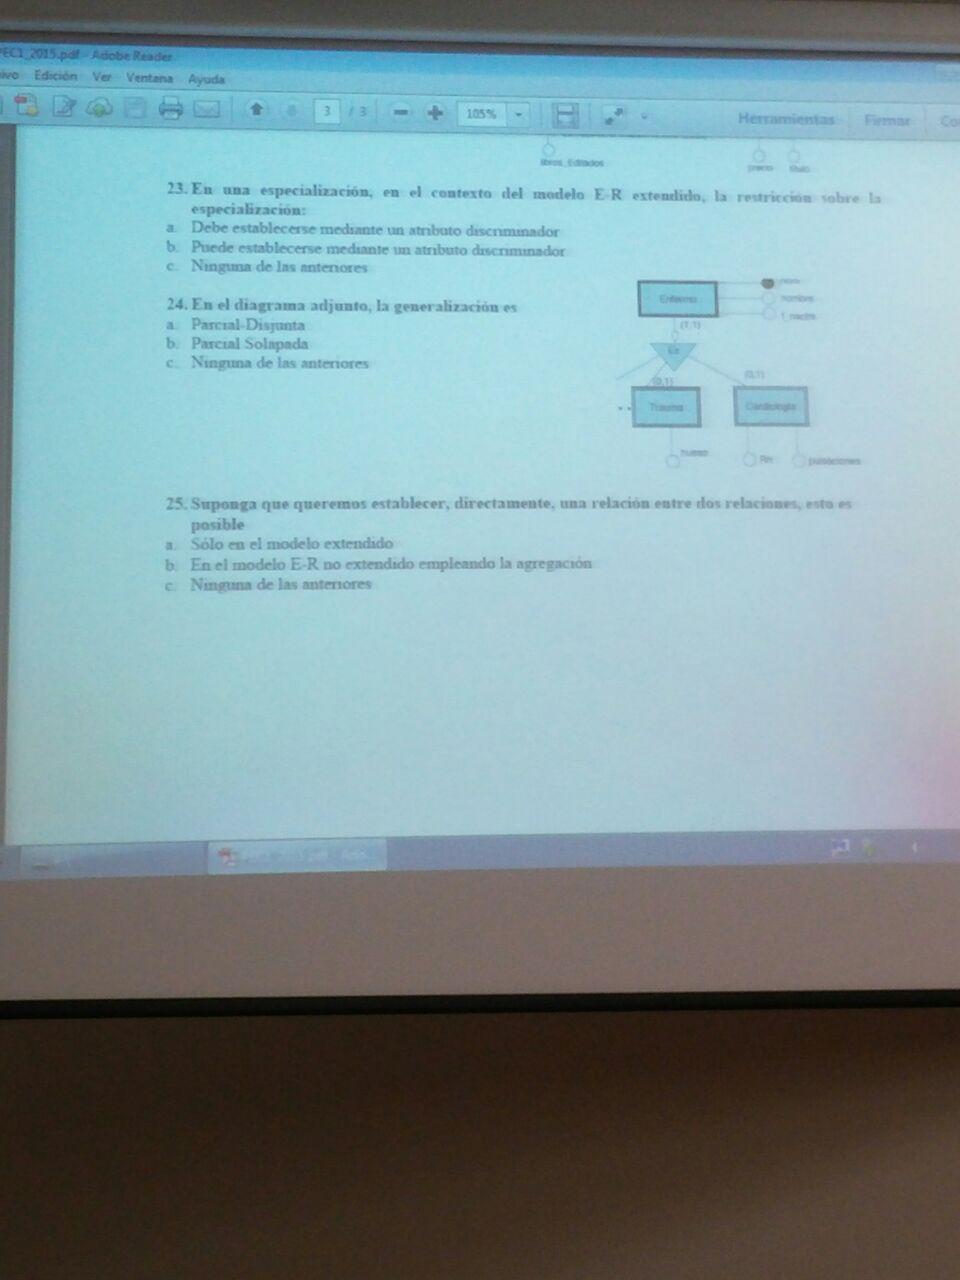 PEC1_2015.pdf - Adobe Reader
ivo Edición Ver Ventana Ayuda
3 / 3 105% Herramientas Firmar Co
libros_Editados precio titulo
23. En una especialización, en el contexto del modelo E-R extendido, la restricción sobre la
especialización:
a. Debe establecerse mediante un atributo discriminador
b. Puede establecerse mediante un atributo discriminador
c. Ninguna de las anteriores
24. En el diagrama adjunto, la generalización es
a. Parcial-Disjunta
b. Parcial Solapada
c. Ninguna de las anteriores
Enfermo
nombre
f_nacim
(1,1)
Es
(0,1) (0,1)
Trauma Cardiología
hueso RH pulsaciones
25. Suponga que queremos establecer, directamente, una relación entre dos relaciones, esto es
posible
a. Sólo en el modelo extendido
b. En el modelo E-R no extendido empleando la agregación
c. Ninguna de las anteriores